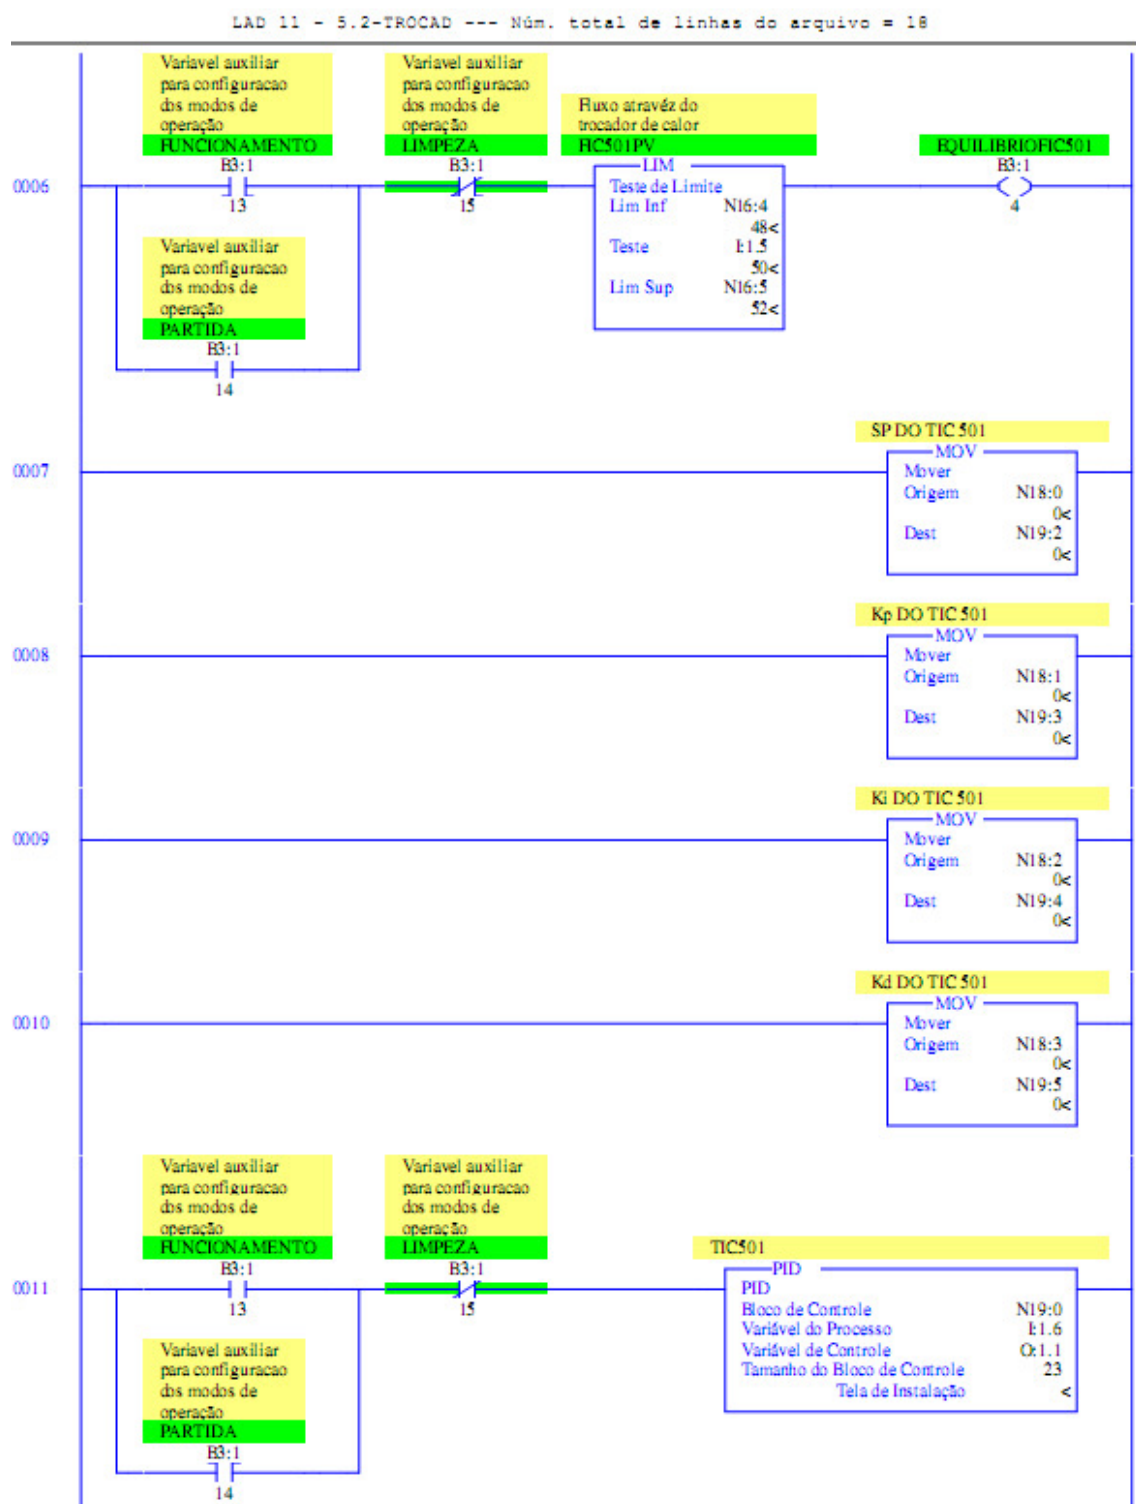 LAD 11 - 5.2-TROCAD --- Núm. total de linhas do arquivo = 18
Variavel auxiliar
para configuracao
dos modos de
operação
FUNCIONAMENTO
B3:1
13
Variavel auxiliar
para configuracao
dos modos de
operação
LIMPEZA
B3:1
15
Fluxo atravéz do
trocador de calor
FIC501PV
LIM
Teste de Limite
Lim Inf N16:4
48<
Teste I:1.5
50<
Lim Sup N16:5
52<
EQUILIBRIOFIC501
B3:1
4
0006
Variavel auxiliar
para configuracao
dos modos de
operação
PARTIDA
B3:1
14
SP DO TIC 501
0007
MOV
Mover
Origem N18:0
0<
Dest N19:2
0<
Kp DO TIC 501
0008
MOV
Mover
Origem N18:1
0<
Dest N19:3
0<
Ki DO TIC 501
0009
MOV
Mover
Origem N18:2
0<
Dest N19:4
0<
Kd DO TIC 501
0010
MOV
Mover
Origem N18:3
0<
Dest N19:5
0<
Variavel auxiliar
para configuracao
dos modos de
operação
FUNCIONAMENTO
B3:1
13
Variavel auxiliar
para configuracao
dos modos de
operação
LIMPEZA
B3:1
15
TIC501
0011
PID
PID
Bloco de Controle N19:0
Variável do Processo I:1.6
Variável de Controle O:1.1
Tamanho do Bloco de Controle 23
Tela de Instalação <
Variavel auxiliar
para configuracao
dos modos de
operação
PARTIDA
B3:1
14